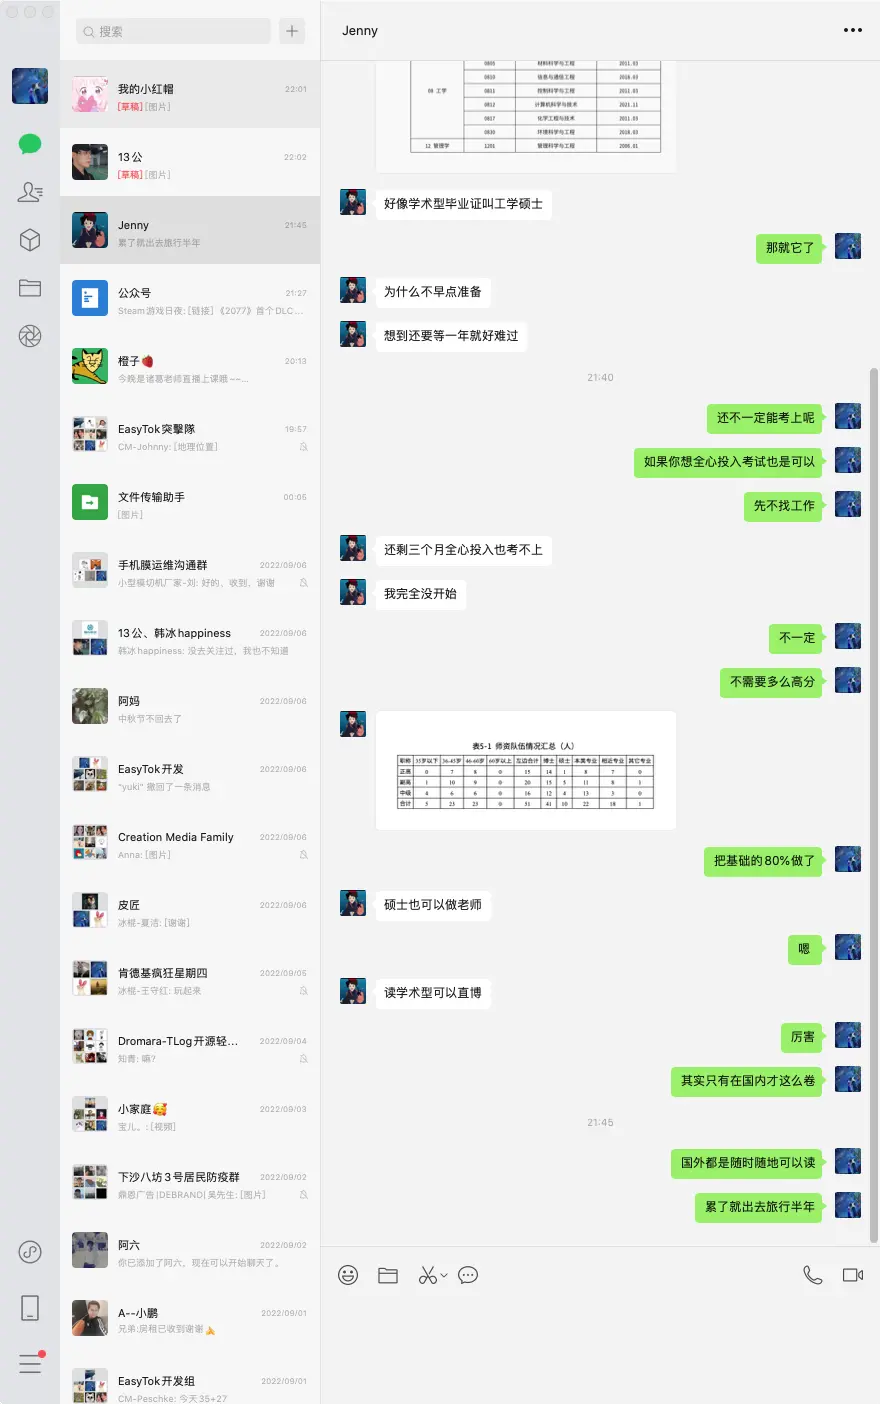 搜索
我的小红帽 22:01
[草稿][图片]
13公 22:02
[草稿][图片]
Jenny 21:45
累了就出去旅行半年
公众号 21:27
Steam游戏日夜: [链接]《2077》首个DLC...
橙子🍓 20:13
今晚是诸葛老师直播上课哦~~...
EasyTok突擊隊 19:57
CM-Johnny: [地理位置]
文件传输助手 00:05
[图片]
手机膜运维沟通群 2022/09/06
小型模切机厂家-刘: 好的、收到，谢谢
13公、韩冰happiness 2022/09/06
韩冰happiness: 没去关注过，我也不知道
阿妈 2022/09/06
中秋节不回去了
EasyTok开发 2022/09/06
"yuki" 撤回了一条消息
Creation Media Family 2022/09/06
Anna: [图片]
皮匠 2022/09/06
冰棍-夏洁: [谢谢]
肯德基疯狂星期四 2022/09/05
冰棍-王守红: 玩起来
Dromara-TLog开源轻... 2022/09/04
知青: 嘛?
小家庭🥰 2022/09/03
宝儿、: [视频]
下沙八坊3号居民防疫群 2022/09/02
鼎恩广告|DEBRAND|吴先生: [图片]
阿六 2022/09/02
你已添加了阿六，现在可以开始聊天了。
A--小鹏 2022/09/01
兄弟:房租已收到谢谢🙏
EasyTok开发组 2022/09/01
CM-Peschke: 今天35+27
Jenny
0805 材料科学与工程 2011.03
0810 信息与通信工程 2018.03
08 工学 0811 控制科学与工程 2011.03
0812 计算机科学与技术 2021.11
0817 化学工程与技术 2011.03
0830 环境科学与工程 2018.03
12 管理学 1201 管理科学与工程 2006.01
好像学术型毕业证叫工学硕士
那就它了
为什么不早点准备
想到还要等一年就好难过
21:40
还不一定能考上呢
如果你想全心投入考试也是可以
先不找工作
还剩三个月全心投入也考不上
我完全没开始
不一定
不需要多么高分
表5-1 师资队伍情况汇总（人）
职称 35岁以下 36-45岁 46-60岁 60岁以上 左边合计 博士 硕士 本类专业 相近专业 其它专业
正高 0 7 8 0 15 14 1 8 7 0
副高 1 10 9 0 20 15 5 11 8 1
中级 4 6 6 0 16 12 4 13 3 0
合计 5 23 23 0 51 41 10 22 18 1
把基础的80%做了
硕士也可以做老师
嗯
读学术型可以直博
厉害
其实只有在国内才这么卷
21:45
国外都是随时随地可以读
累了就出去旅行半年